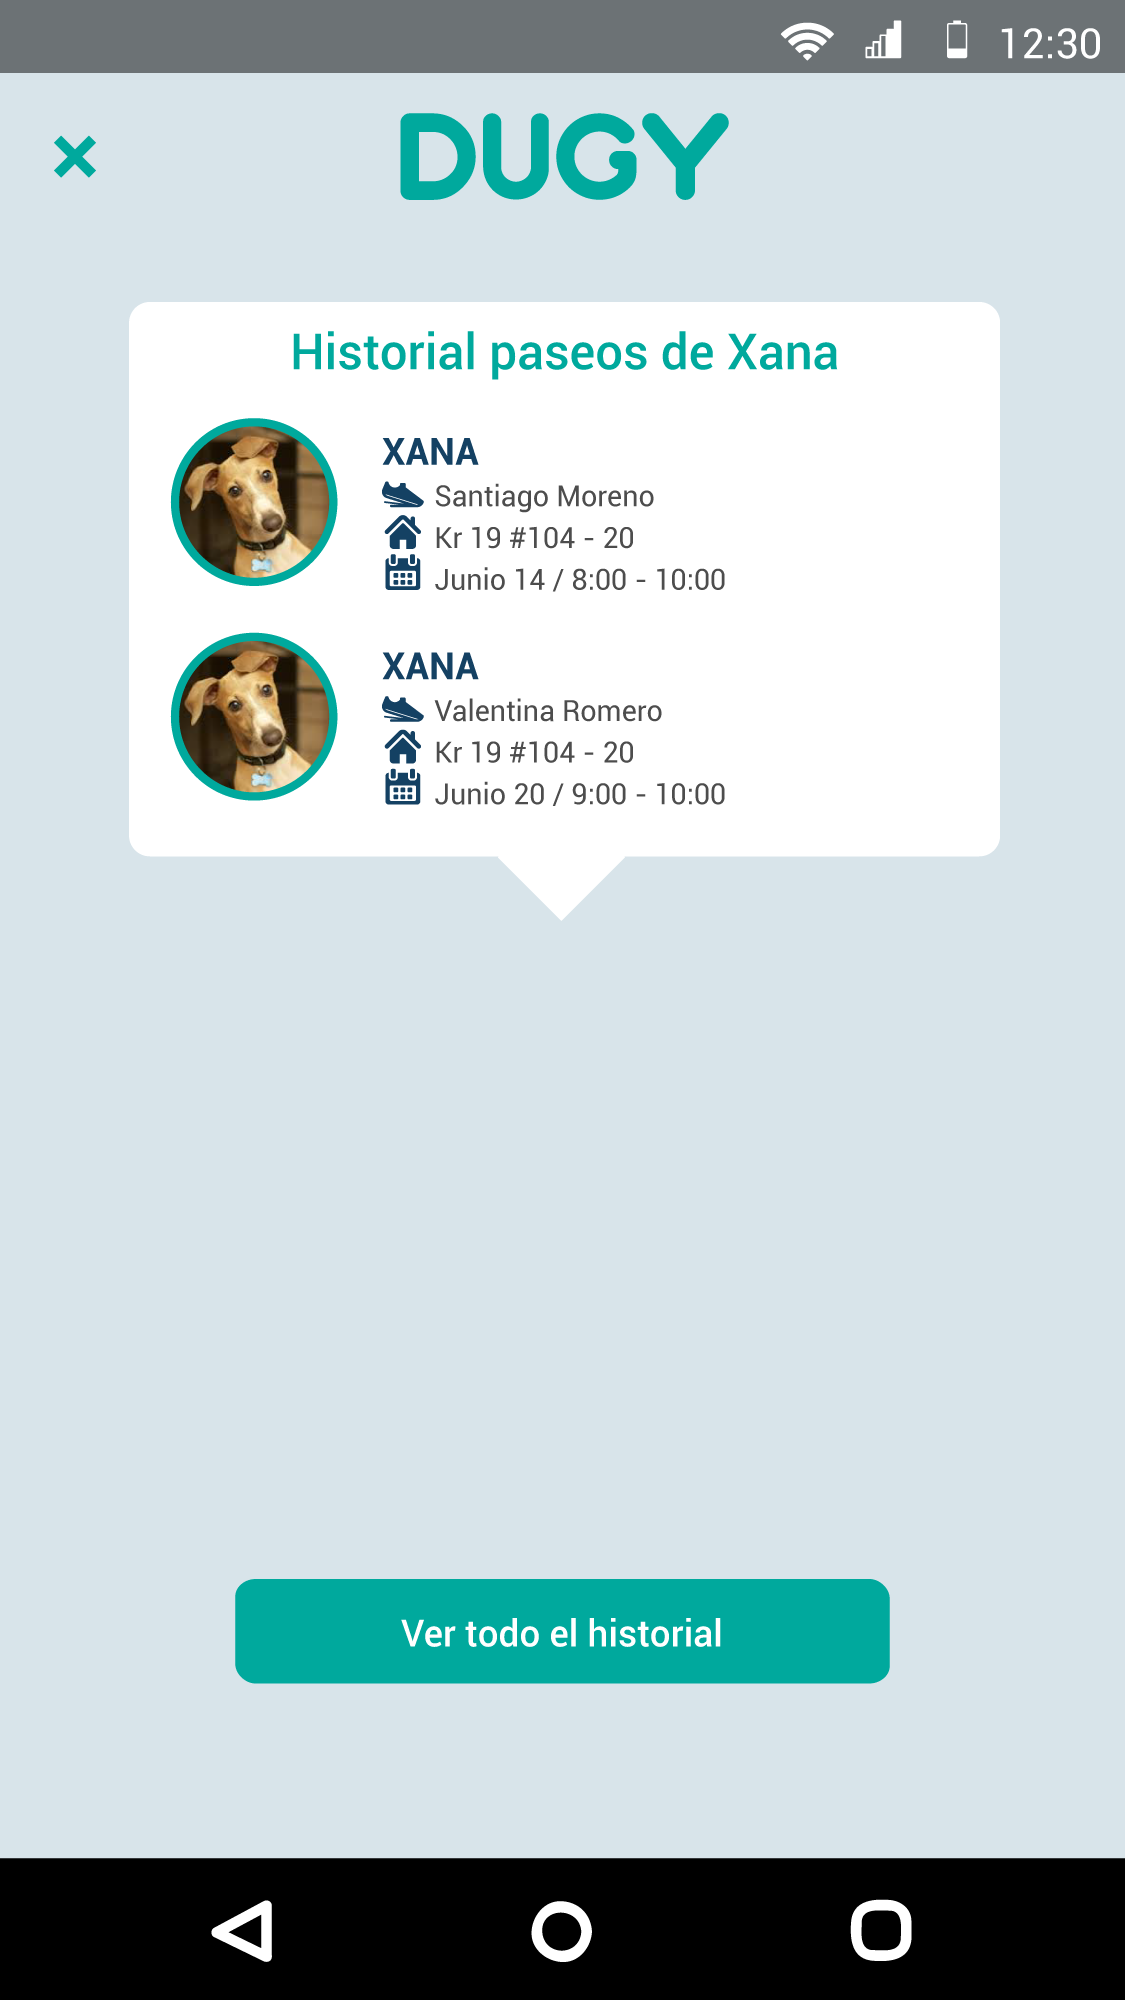 12:30
DUGY
Historial paseos de Xana
XANA
Santiago Moreno
Kr 19 #104 - 20
Junio 14 / 8:00 - 10:00
XANA
Valentina Romero
Kr 19 #104 - 20
Junio 20 / 9:00 - 10:00
Ver todo el historial